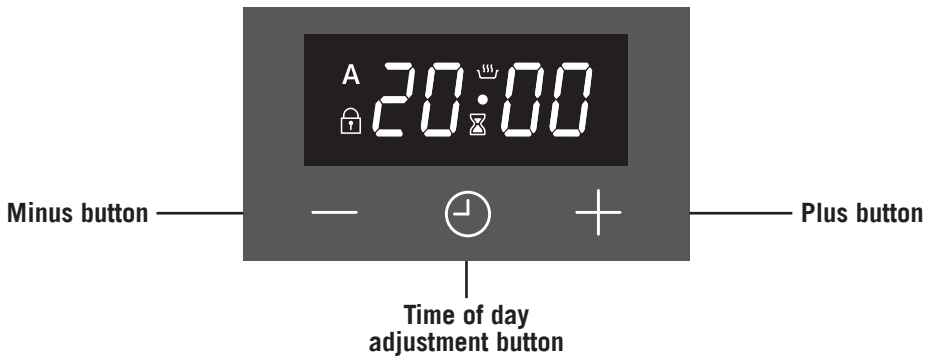 A
20:00
Minus button
Plus button
Time of day
adjustment button